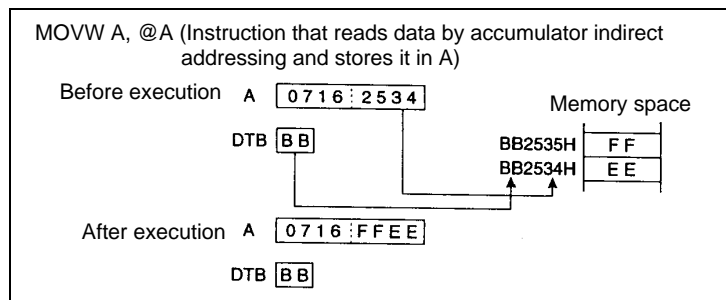 MOVW A, @A (Instruction that reads data by accumulator indirect
addressing and stores it in A)
Before execution A 0716 2534
Memory space
DTB BB
BB2535H FF
BB2534H EE
After execution A 0716 FFEE
DTB BB